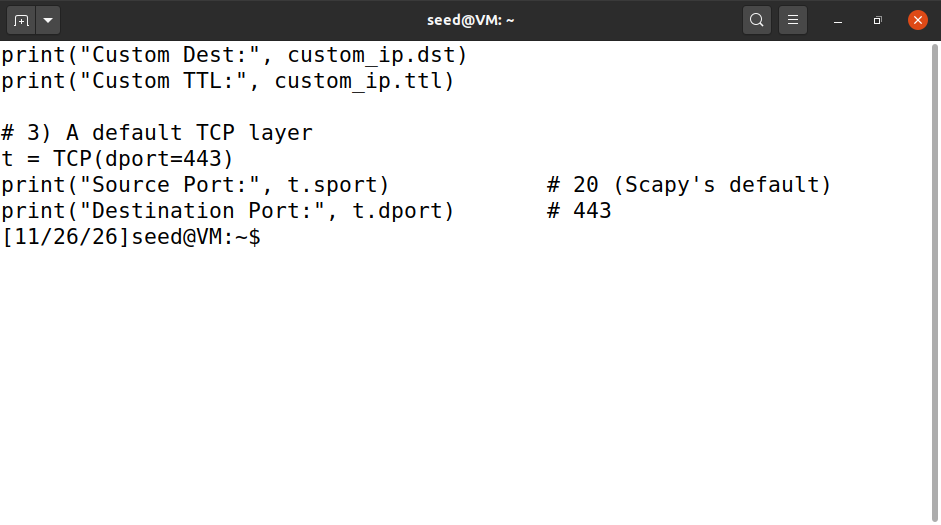 seed@VM: ~
print("Custom Dest:", custom_ip.dst)
print("Custom TTL:", custom_ip.ttl)
# 3) A default TCP layer
t = TCP(dport=443)
print("Source Port:", t.sport)            # 20 (Scapy's default)
print("Destination Port:", t.dport)       # 443
[11/26/26]seed@VM:~$